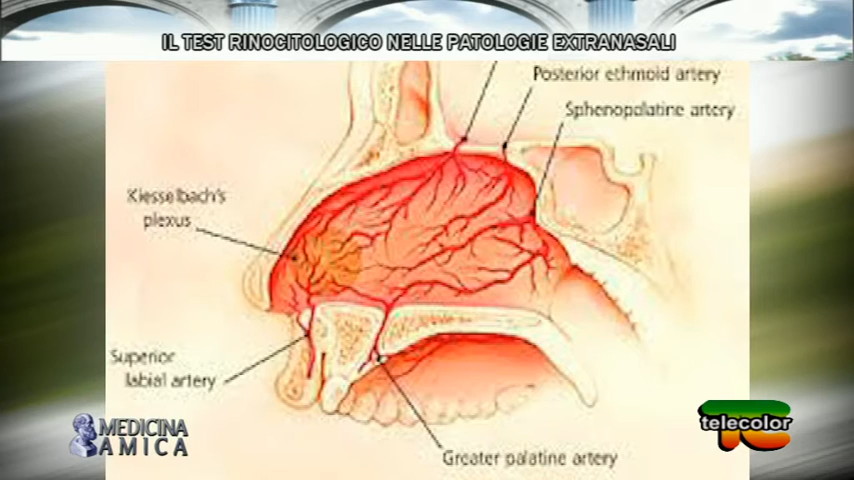 IL TEST RINOCITOLOGICO NELLE PATOLOGIE EXTRANASALI
Posterior ethmoid artery
Sphenopalatine artery
Kiesselbach's
plexus
Superior
labial artery
Greater palatine artery
MEDICINA
AMICA
telecolor